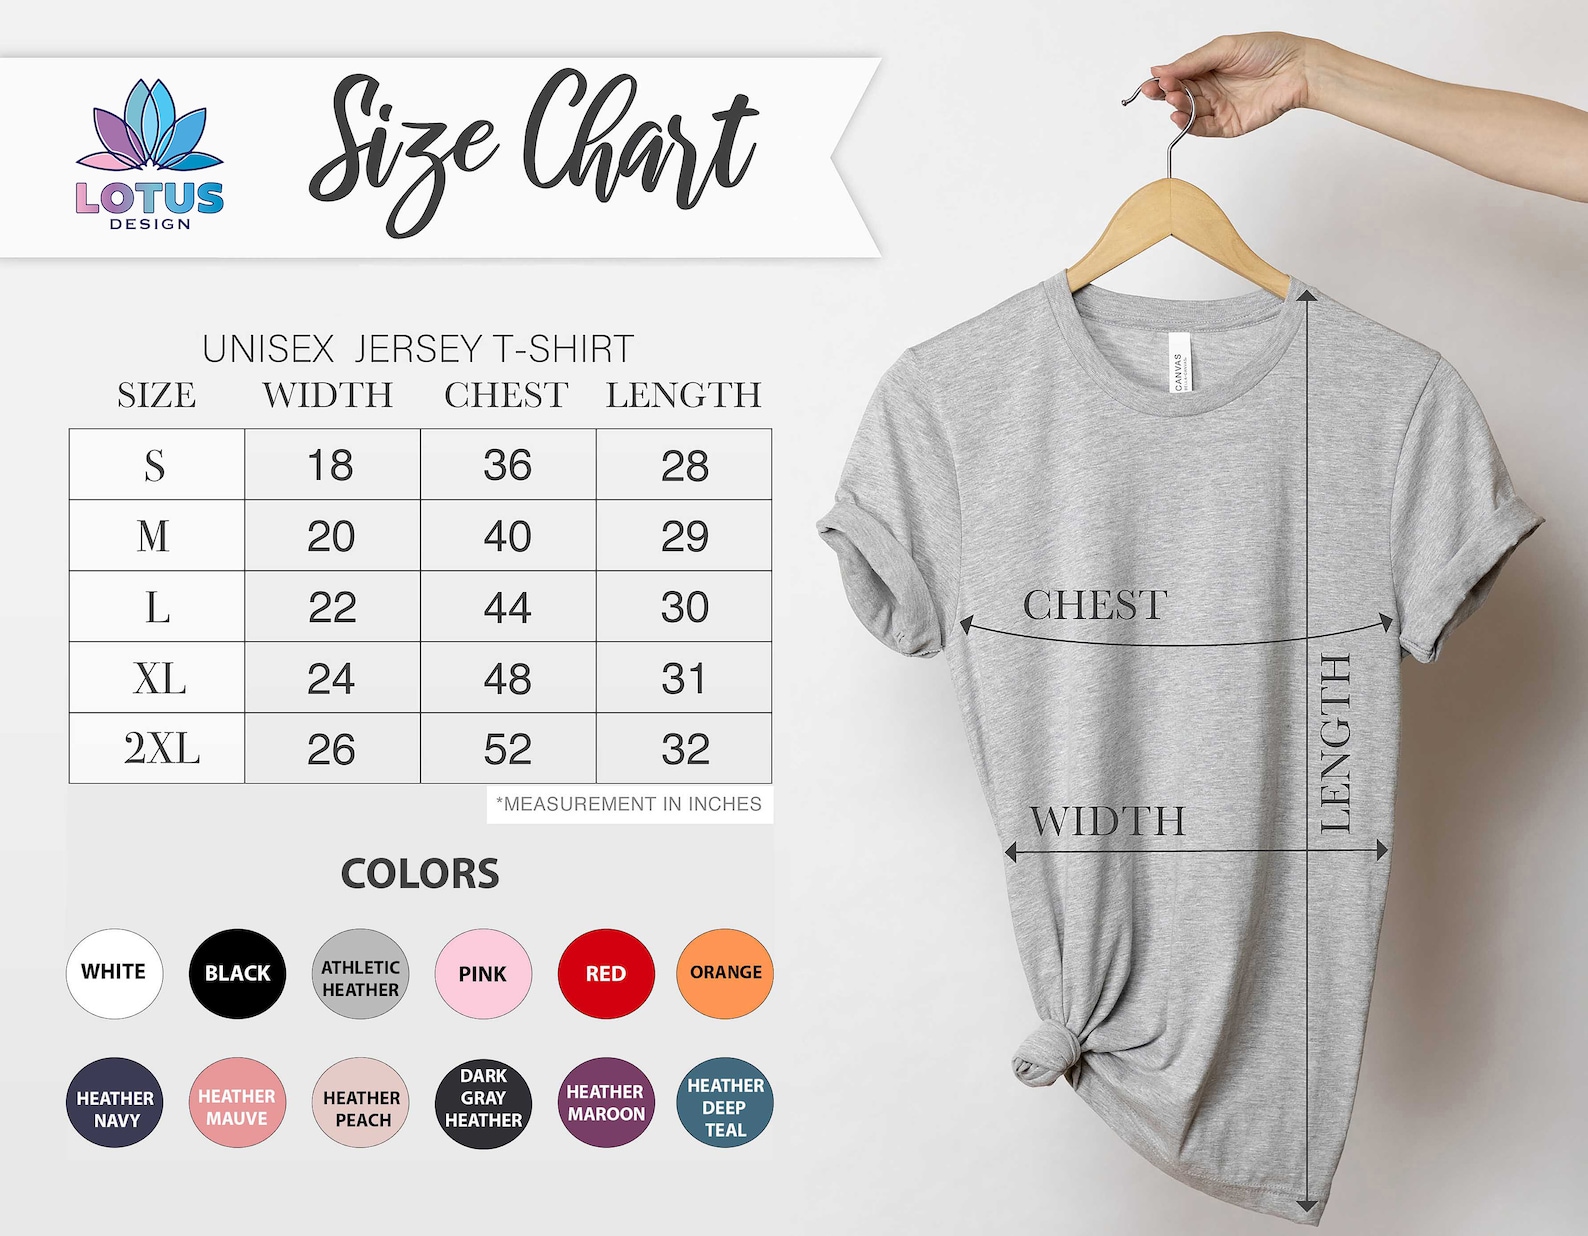 LOTUS
DESIGN
Size Chart
UNISEX JERSEY T-SHIRT
SIZE WIDTH CHEST LENGTH
S 18 36 28
M 20 40 29
L 22 44 30
XL 24 48 31
2XL 26 52 32
*MEASUREMENT IN INCHES
COLORS
WHITE
BLACK
ATHLETIC
HEATHER
PINK
RED
ORANGE
HEATHER
NAVY
HEATHER
MAUVE
HEATHER
PEACH
DARK
GRAY
HEATHER
HEATHER
MAROON
HEATHER
DEEP
TEAL
CANVAS
CHEST
LENGTH
WIDTH